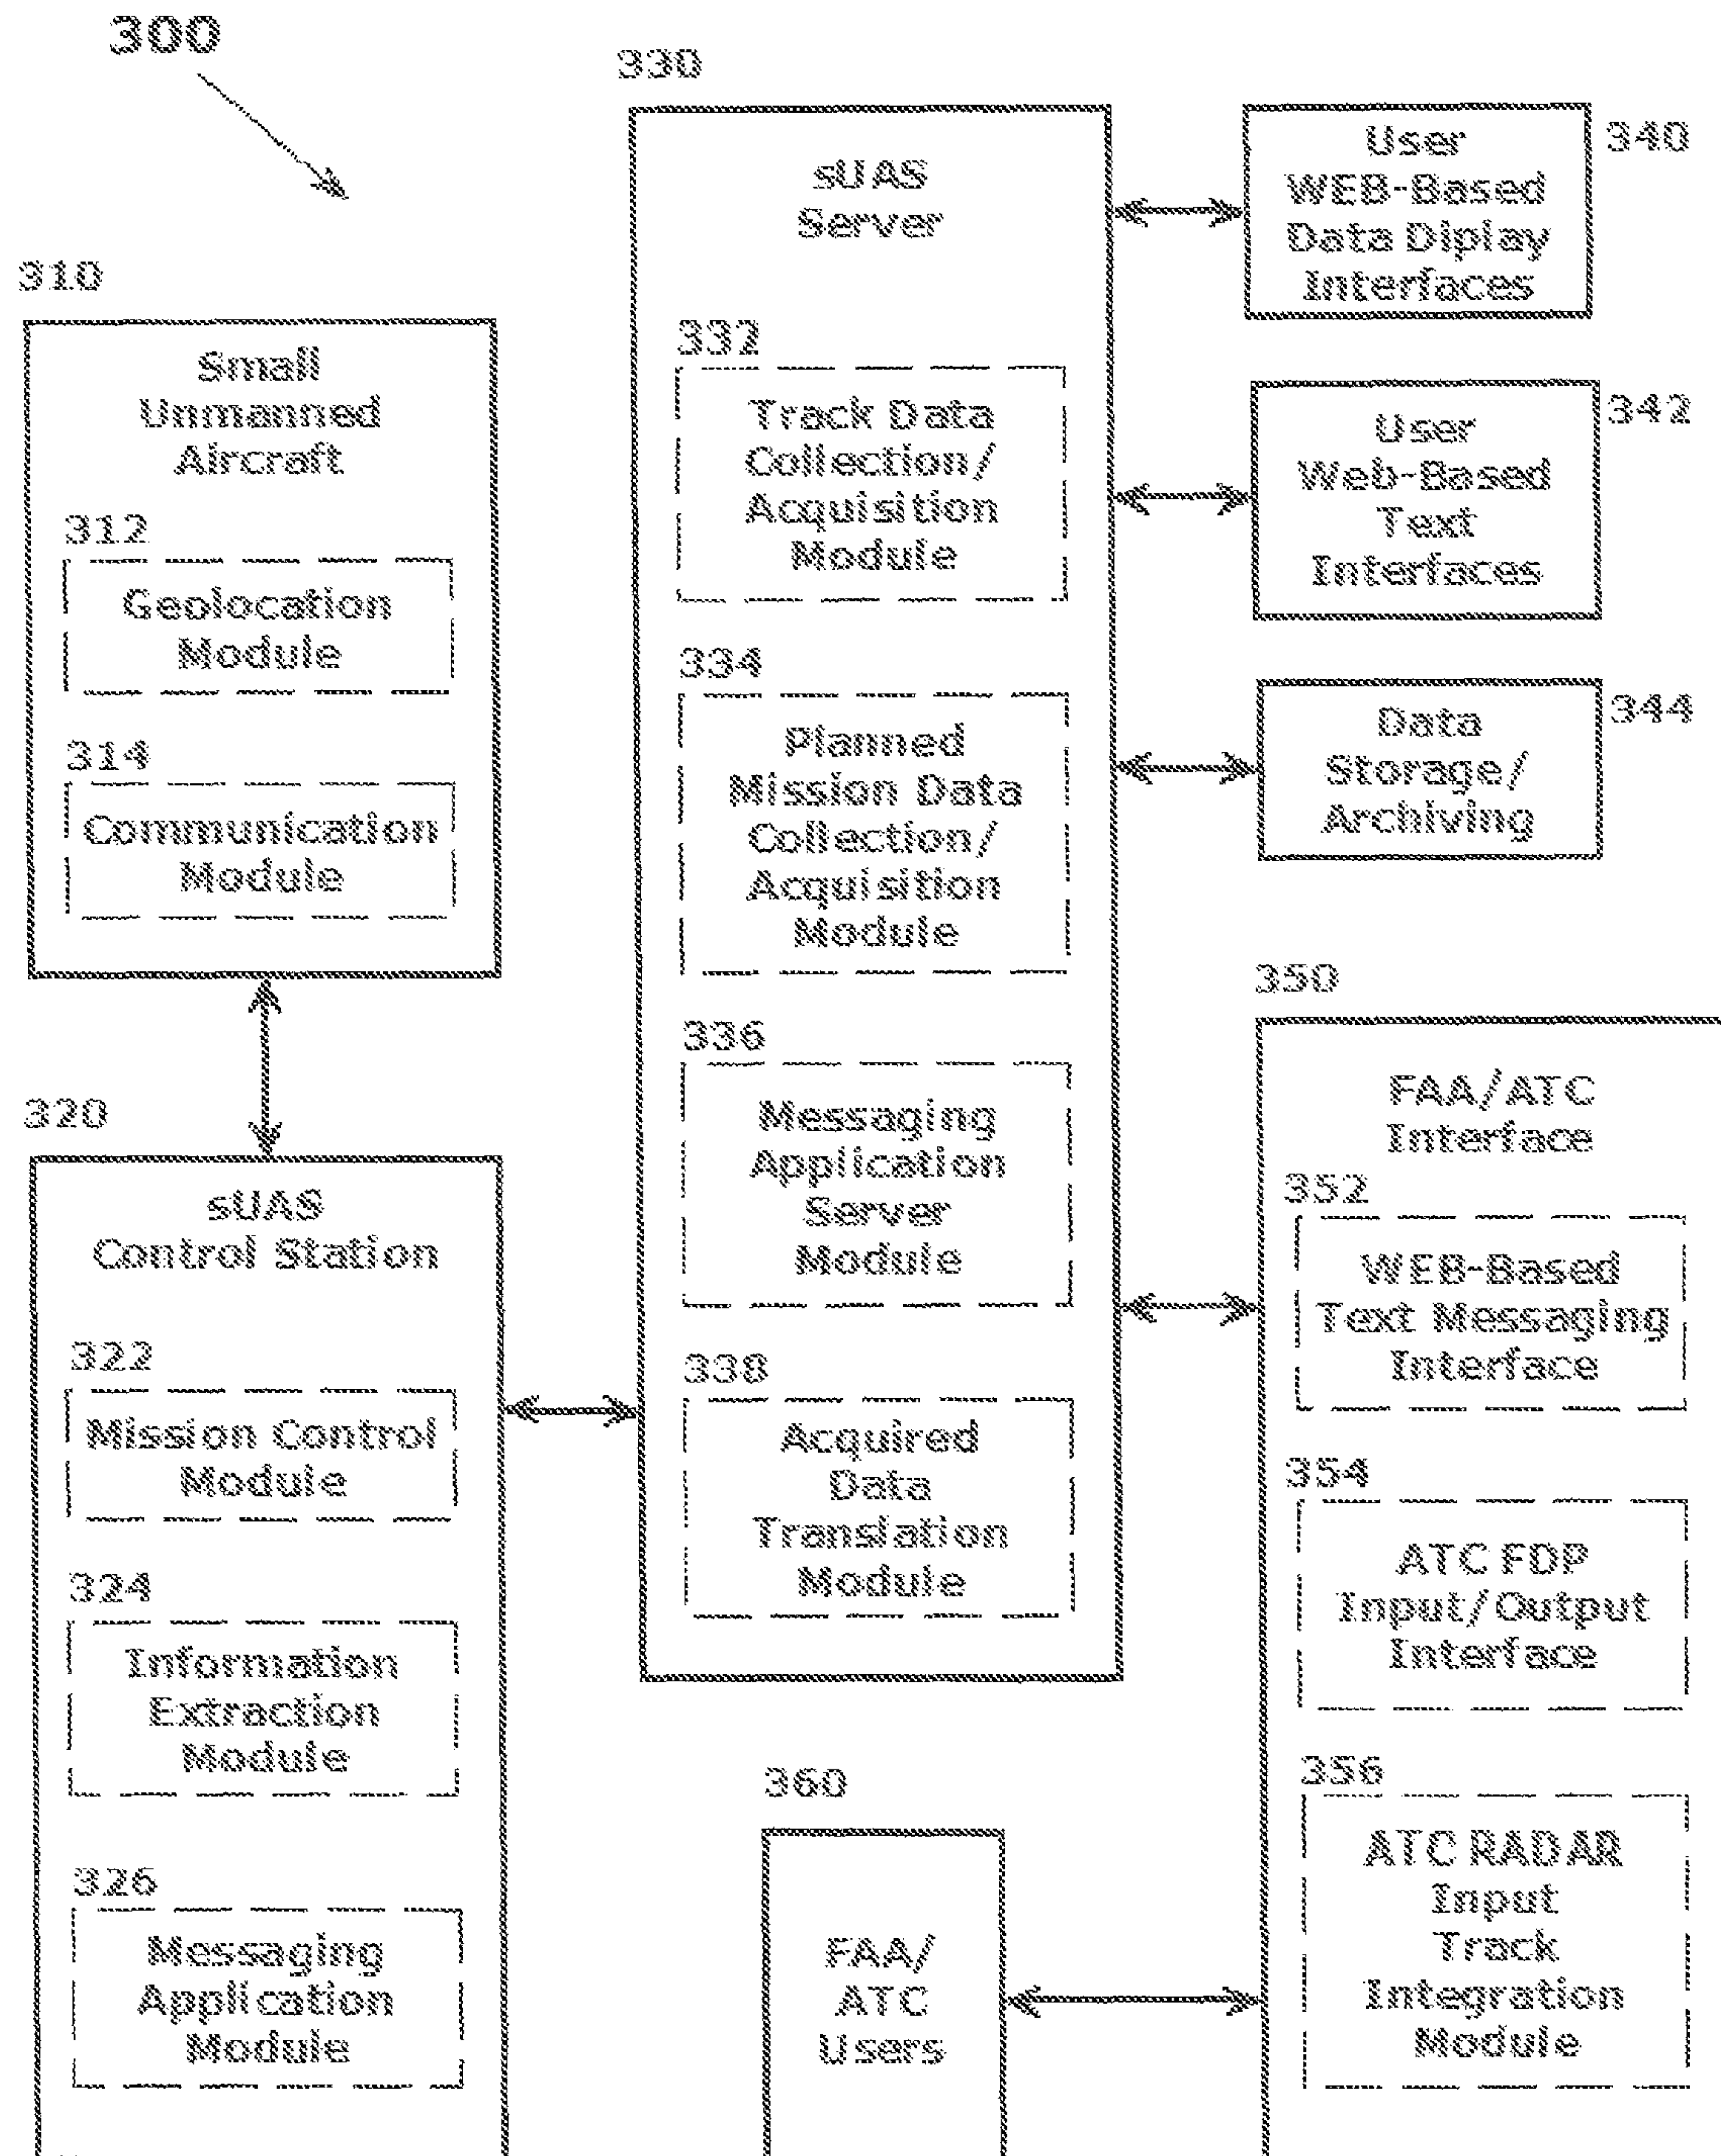 300
310
Small
Unmanned
Aircraft
312
Geolocation
Module
314
Communication
Module
320
sUAS
Control Station
322
Mission Control
Module
324
Information
Extraction
Module
326
Messaging
Application
Module
330
sUAS
Server
332
Track Data
Collection/
Acquisition
Module
334
Planned
Mission Data
Collection/
Acquisition
Module
336
Messaging
Application
Server
Module
338
Acquired
Data
Translation
Module
340
User
WEB-Based
Data Diplay
Interfaces
342
User
Web-Based
Text
Interfaces
344
Data
Storage/
Archiving
350
FAA/ATC
Interface
352
WEB-Based
Text Messaging
Interface
354
ATC FDP
Input/Output
Interface
356
ATC RADAR
Input
Track
Integration
Module
360
FAA/
ATC
Users